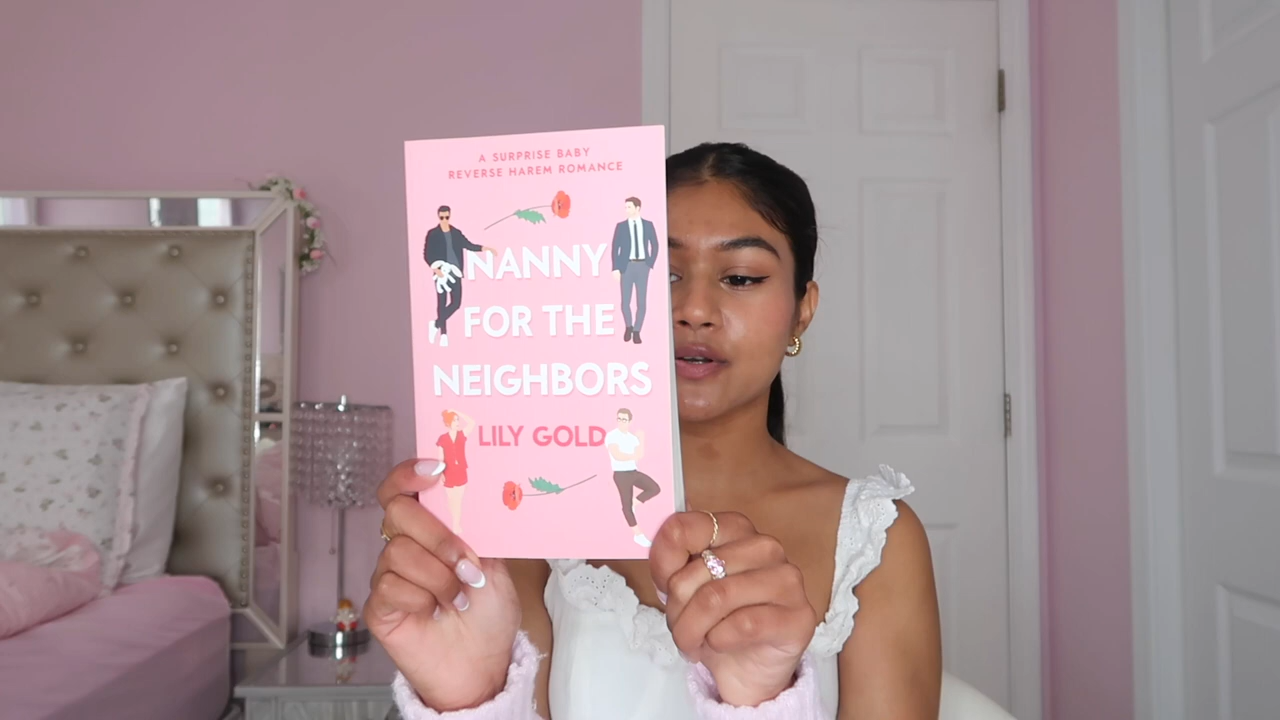 A SURPRISE BABY
REVERSE HAREM ROMANCE
NANNY
FOR THE
NEIGHBORS
LILY GOLD